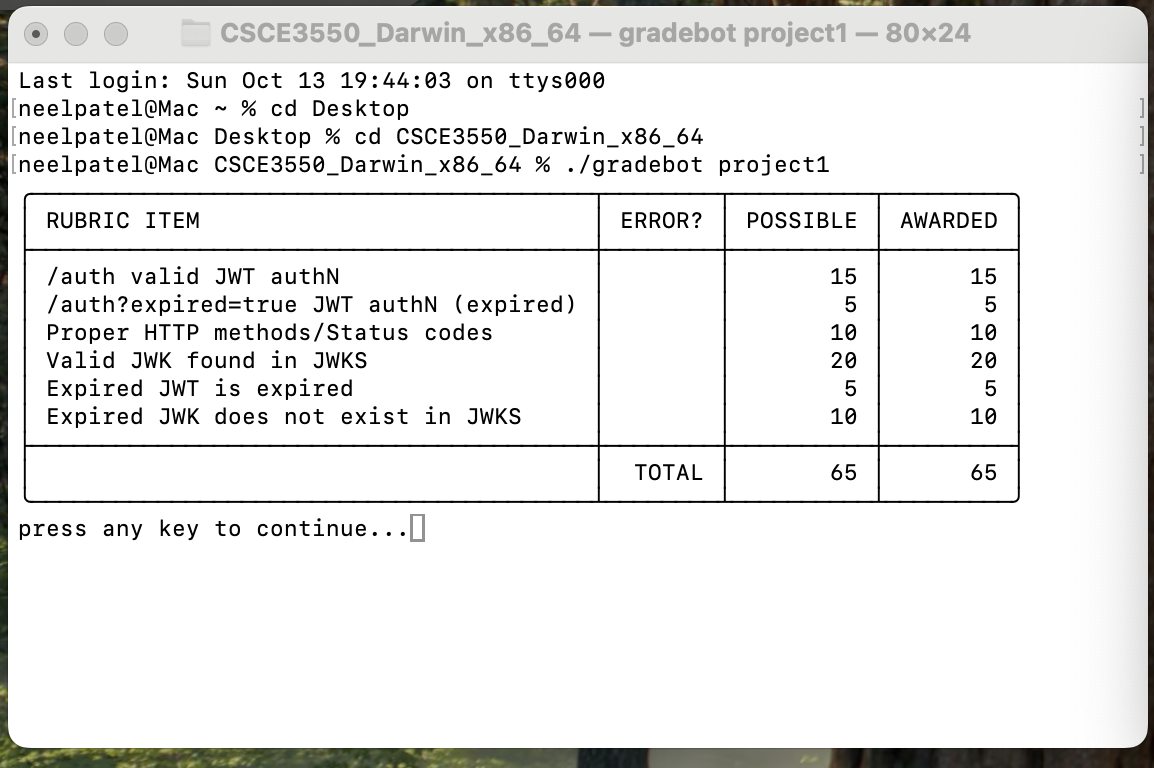 CSCE3550_Darwin_x86_64 — gradebot project1 — 80×24
Last login: Sun Oct 13 19:44:03 on ttys000
[neelpatel@Mac ~ % cd Desktop ]
[neelpatel@Mac Desktop % cd CSCE3550_Darwin_x86_64 ]
[neelpatel@Mac CSCE3550_Darwin_x86_64 % ./gradebot project1 ]
RUBRIC ITEM ERROR? POSSIBLE AWARDED
/auth valid JWT authN 15 15
/auth?expired=true JWT authN (expired) 5 5
Proper HTTP methods/Status codes 10 10
Valid JWK found in JWKS 20 20
Expired JWT is expired 5 5
Expired JWK does not exist in JWKS 10 10
TOTAL 65 65
press any key to continue...